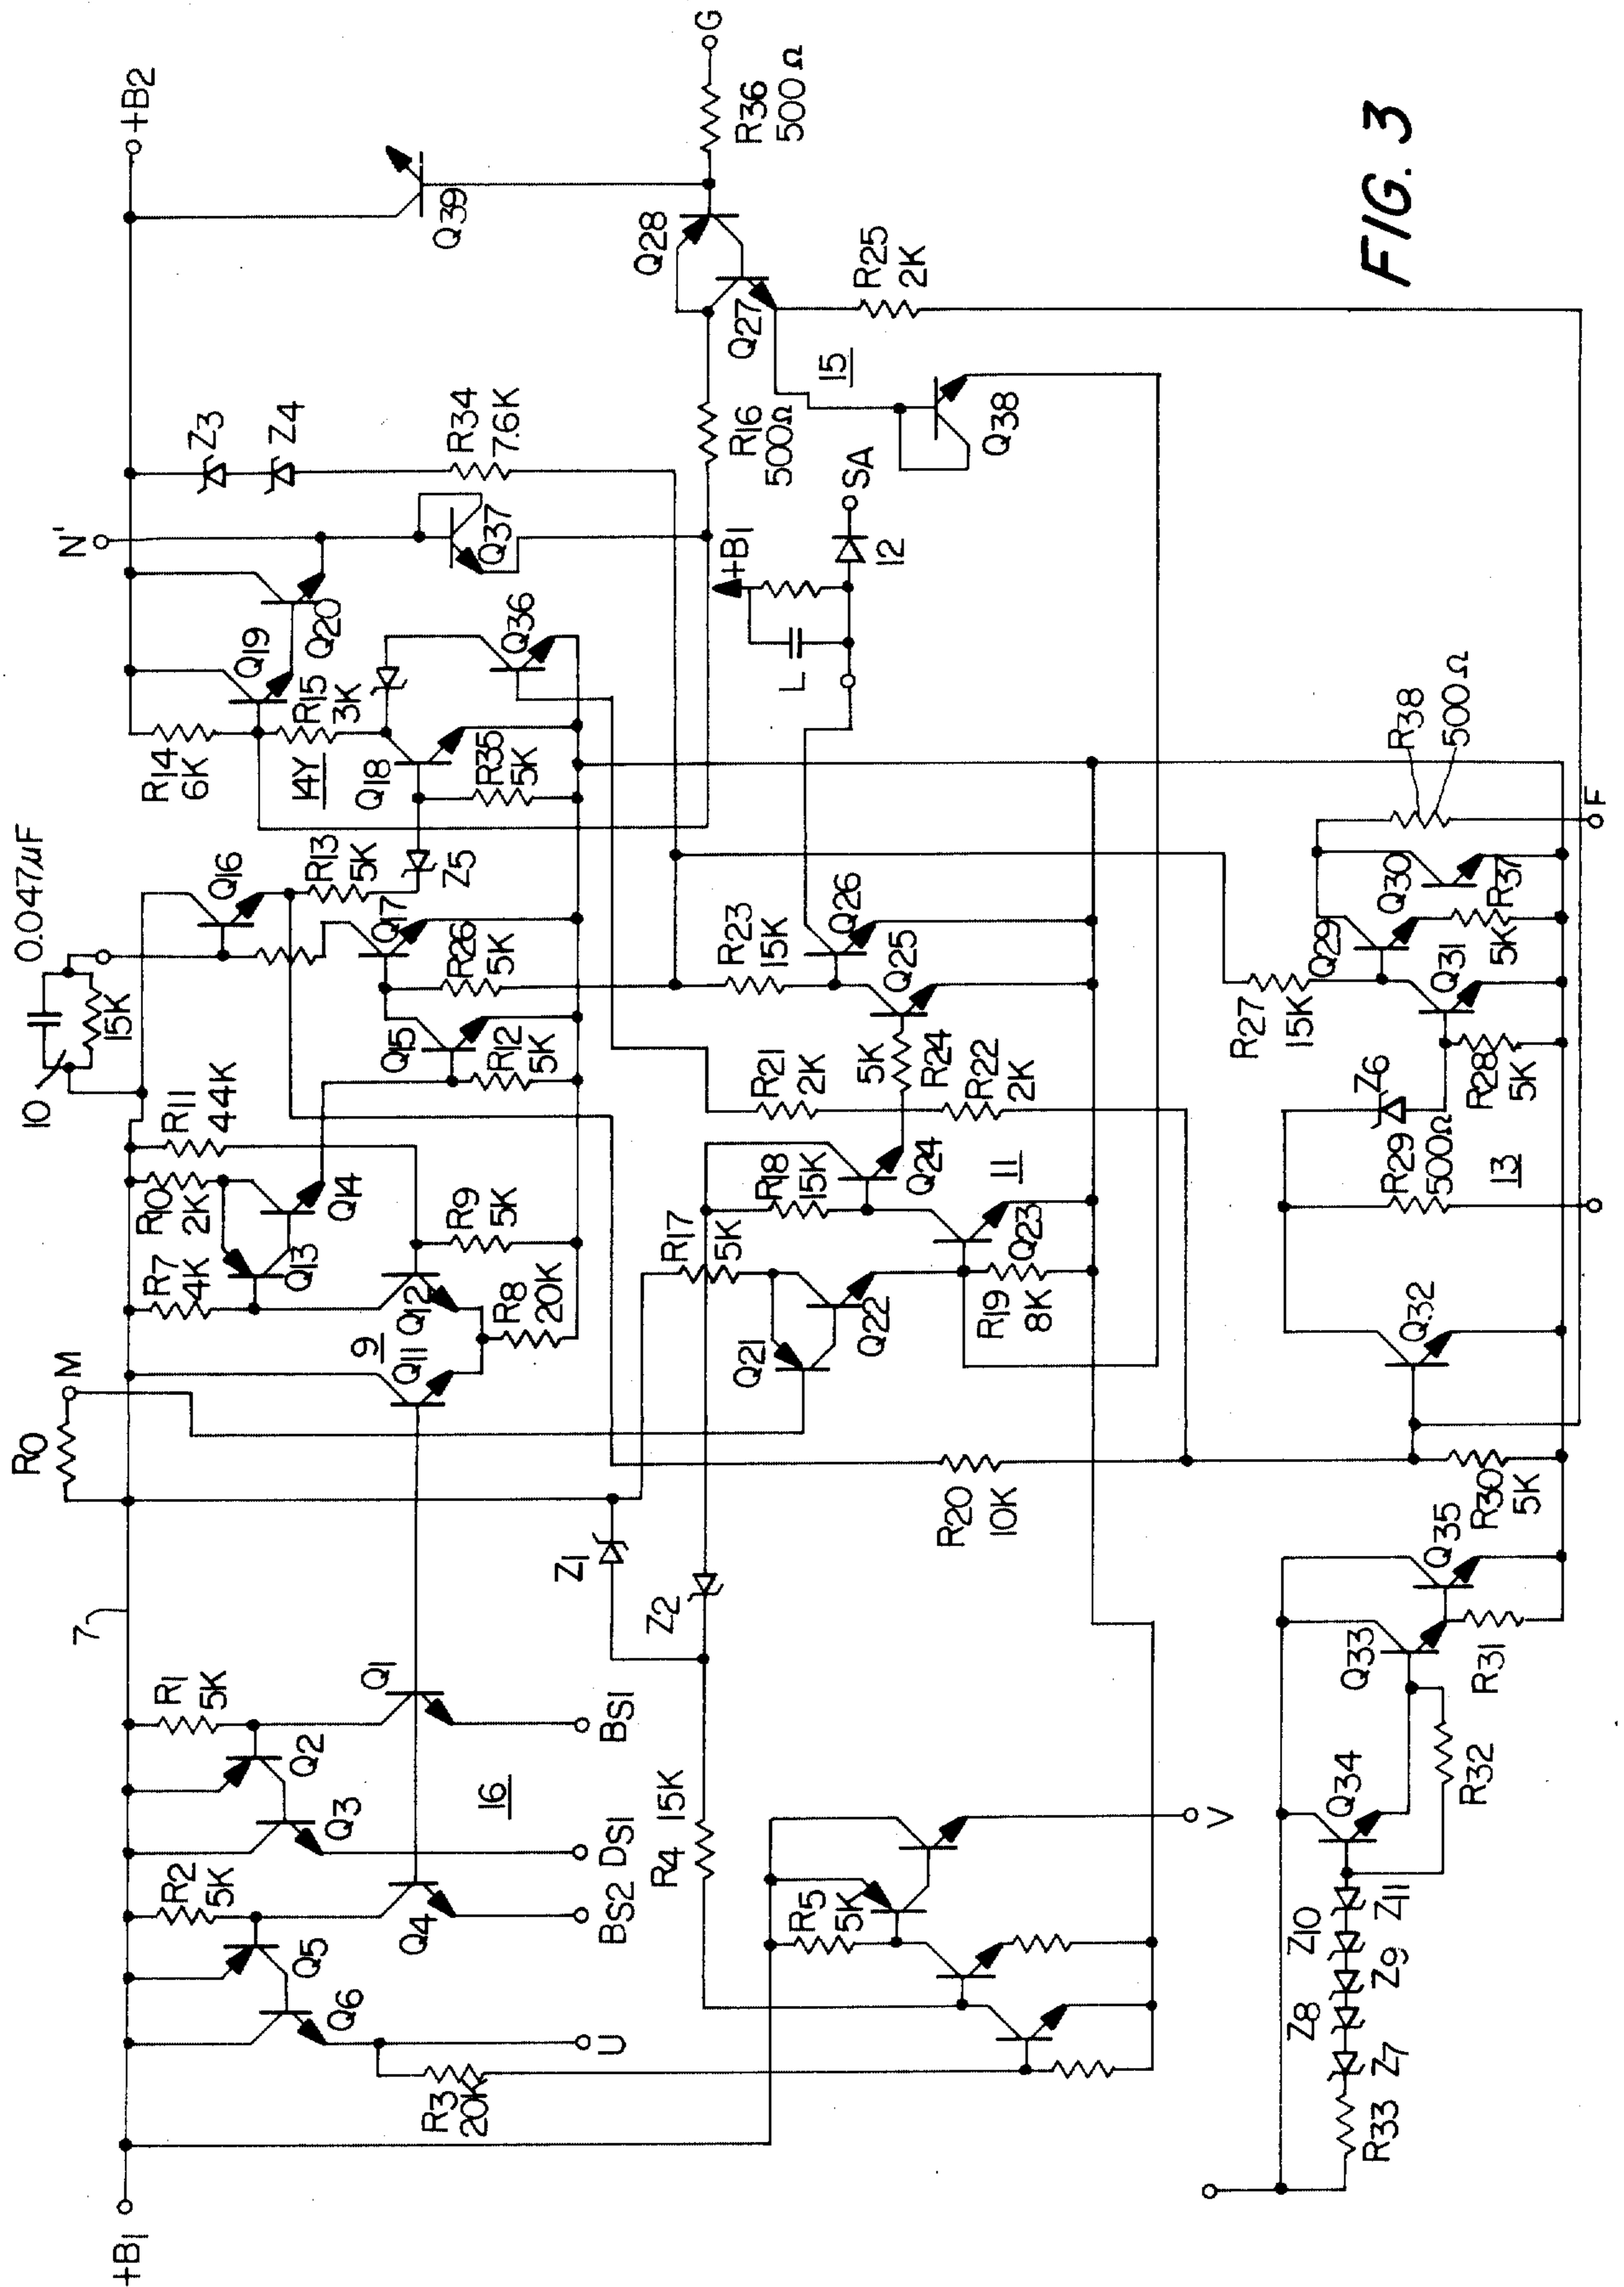 +B1
7
R0
M
10
0.047µF
15K
N'
+B2
R2
5K
R1
5K
R7
4K
R10
2K
R11
44K
Q16
R14
6K
Q19
Z3
Q5
Q2
Q13
Q14
R13
5K
14Y
R15
3K
Q20
Z4
Q6
Q3
Q4
Q1
9
Q11
Q12
R9
5K
Q15
Q17
Z5
Q18
Q37
R34
7.6K
Q39
R3
20K
R8
20K
R12
5K
R26
5K
R35
5K
Q36
U
BS2
DS1
16
BS1
Z1
Z2
R4
15K
R17
5K
R18
15K
R21
2K
R23
15K
L
+B1
R16
500Ω
Q28
Q27
G
R36
500Ω
R5
5K
Q21
Q22
Q24
5K
R24
Q25
Q26
12
SA
15
R25
2K
R20
10K
R19
8K
Q23
11
R22
2K
Q38
V
R27
15K
Z8
Z10
Q34
Q33
Q35
Q32
R29
500Ω
Z6
Q31
Q29
Q30
R38
500Ω
R33
Z7
Z9
Z11
R32
R31
R30
5K
13
R28
5K
R37
5K
F
FIG. 3